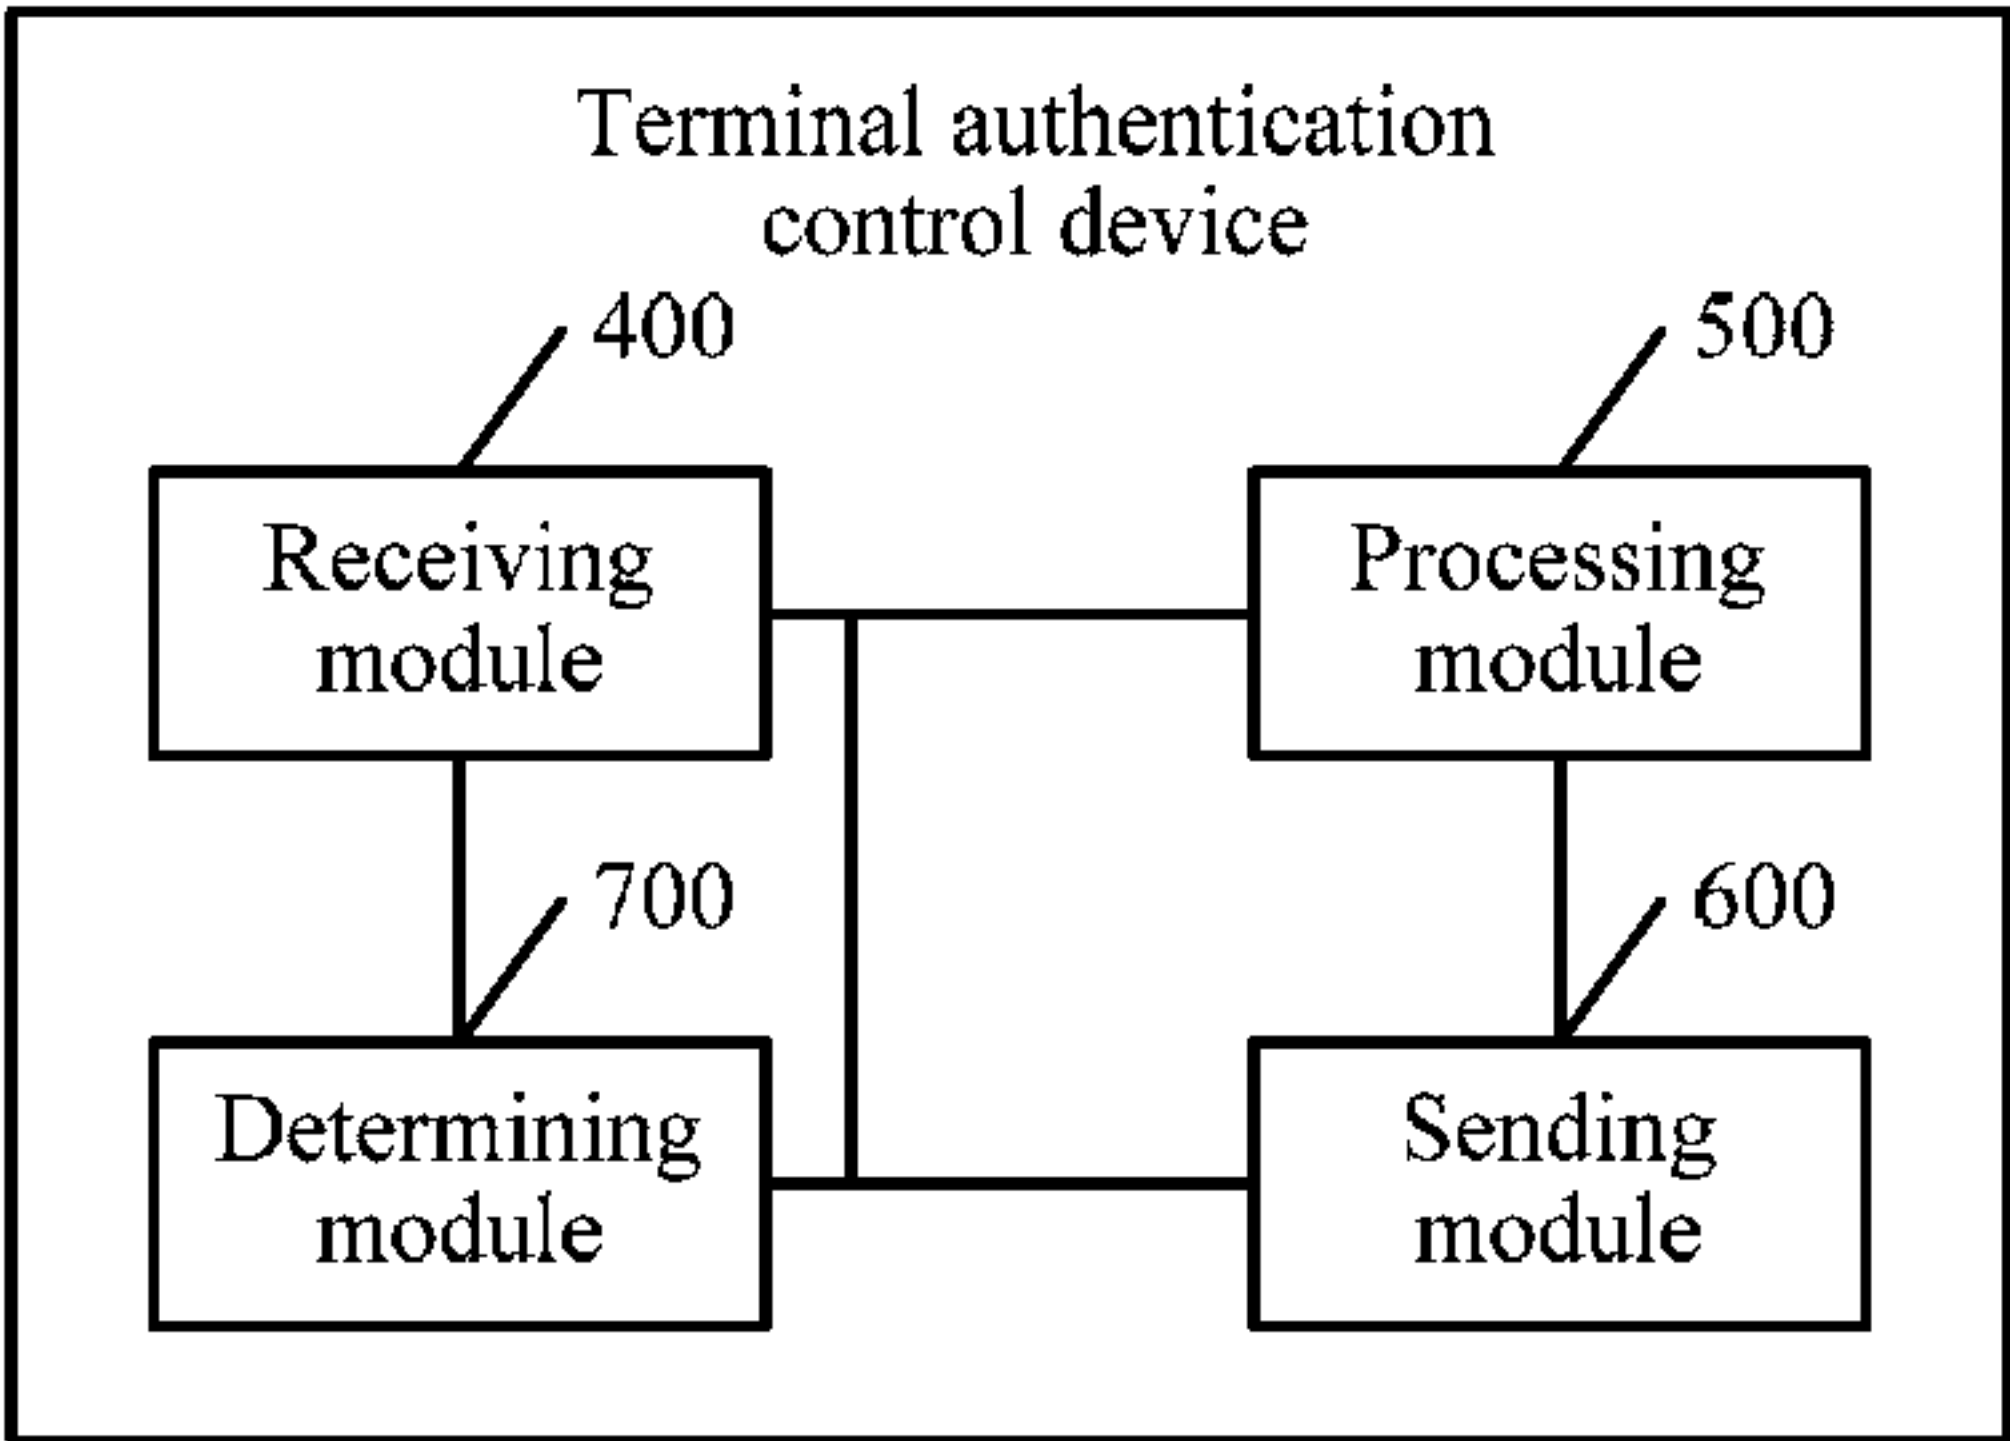 Terminal authentication
control device
400
500
Receiving
module
Processing
module
700
600
Determining
module
Sending
module